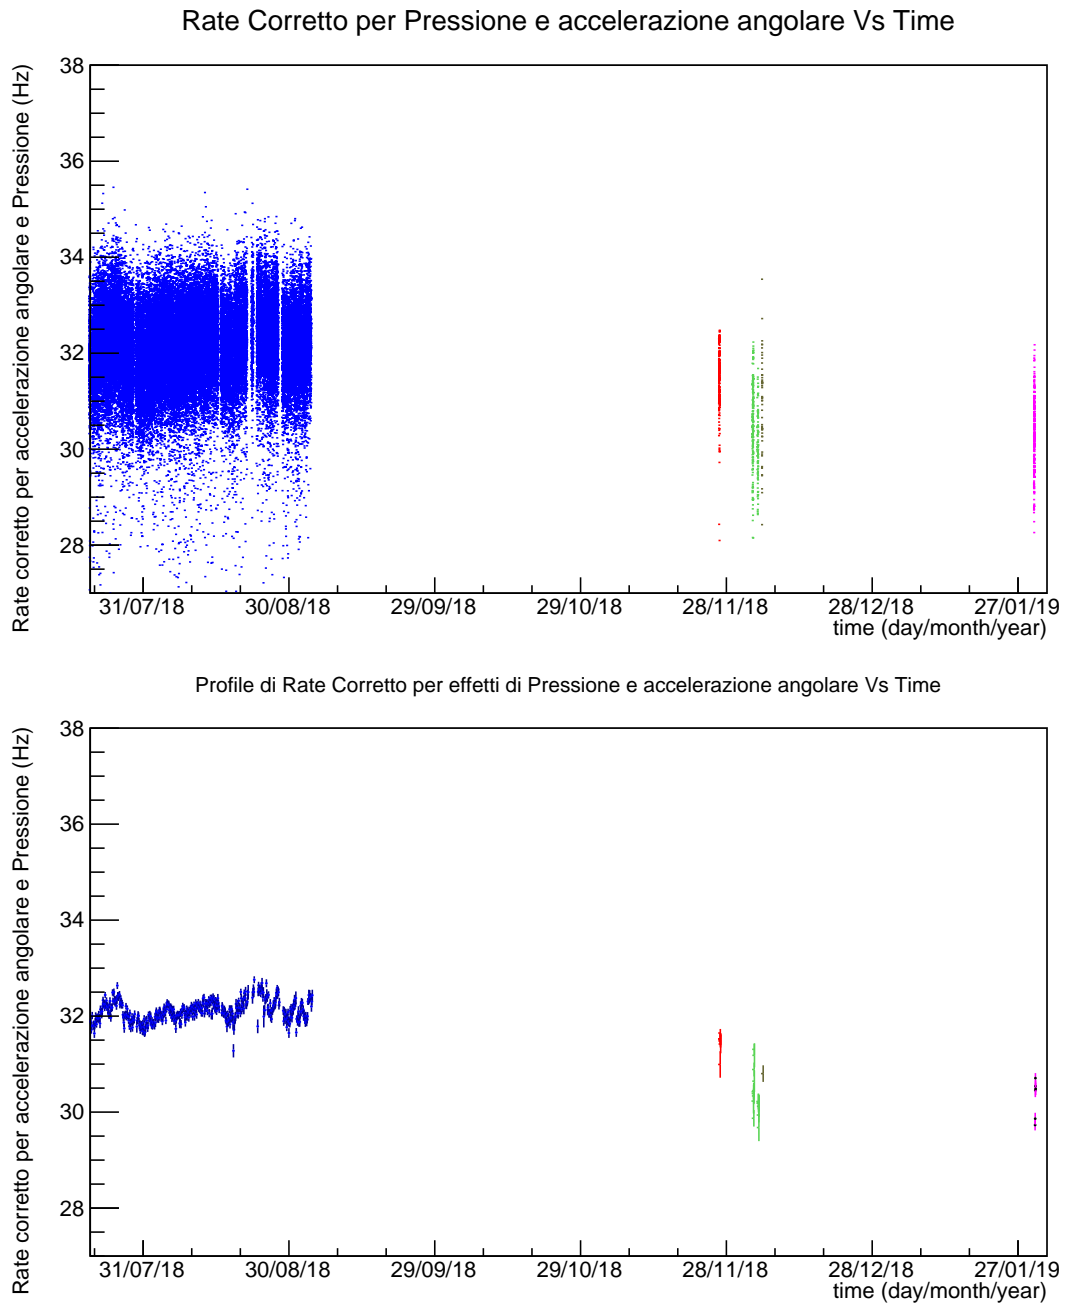 Rate Corretto per Pressione e accelerazione angolare Vs Time
Rate corretto per accelerazione angolare e Pressione (Hz)
38
36
34
32
30
28
31/07/18 30/08/18 29/09/18 29/10/18 28/11/18 28/12/18 27/01/19
time (day/month/year)
Profile di Rate Corretto per effetti di Pressione e accelerazione angolare Vs Time
Rate corretto per accelerazione angolare e Pressione (Hz)
38
36
34
32
30
28
31/07/18 30/08/18 29/09/18 29/10/18 28/11/18 28/12/18 27/01/19
time (day/month/year)